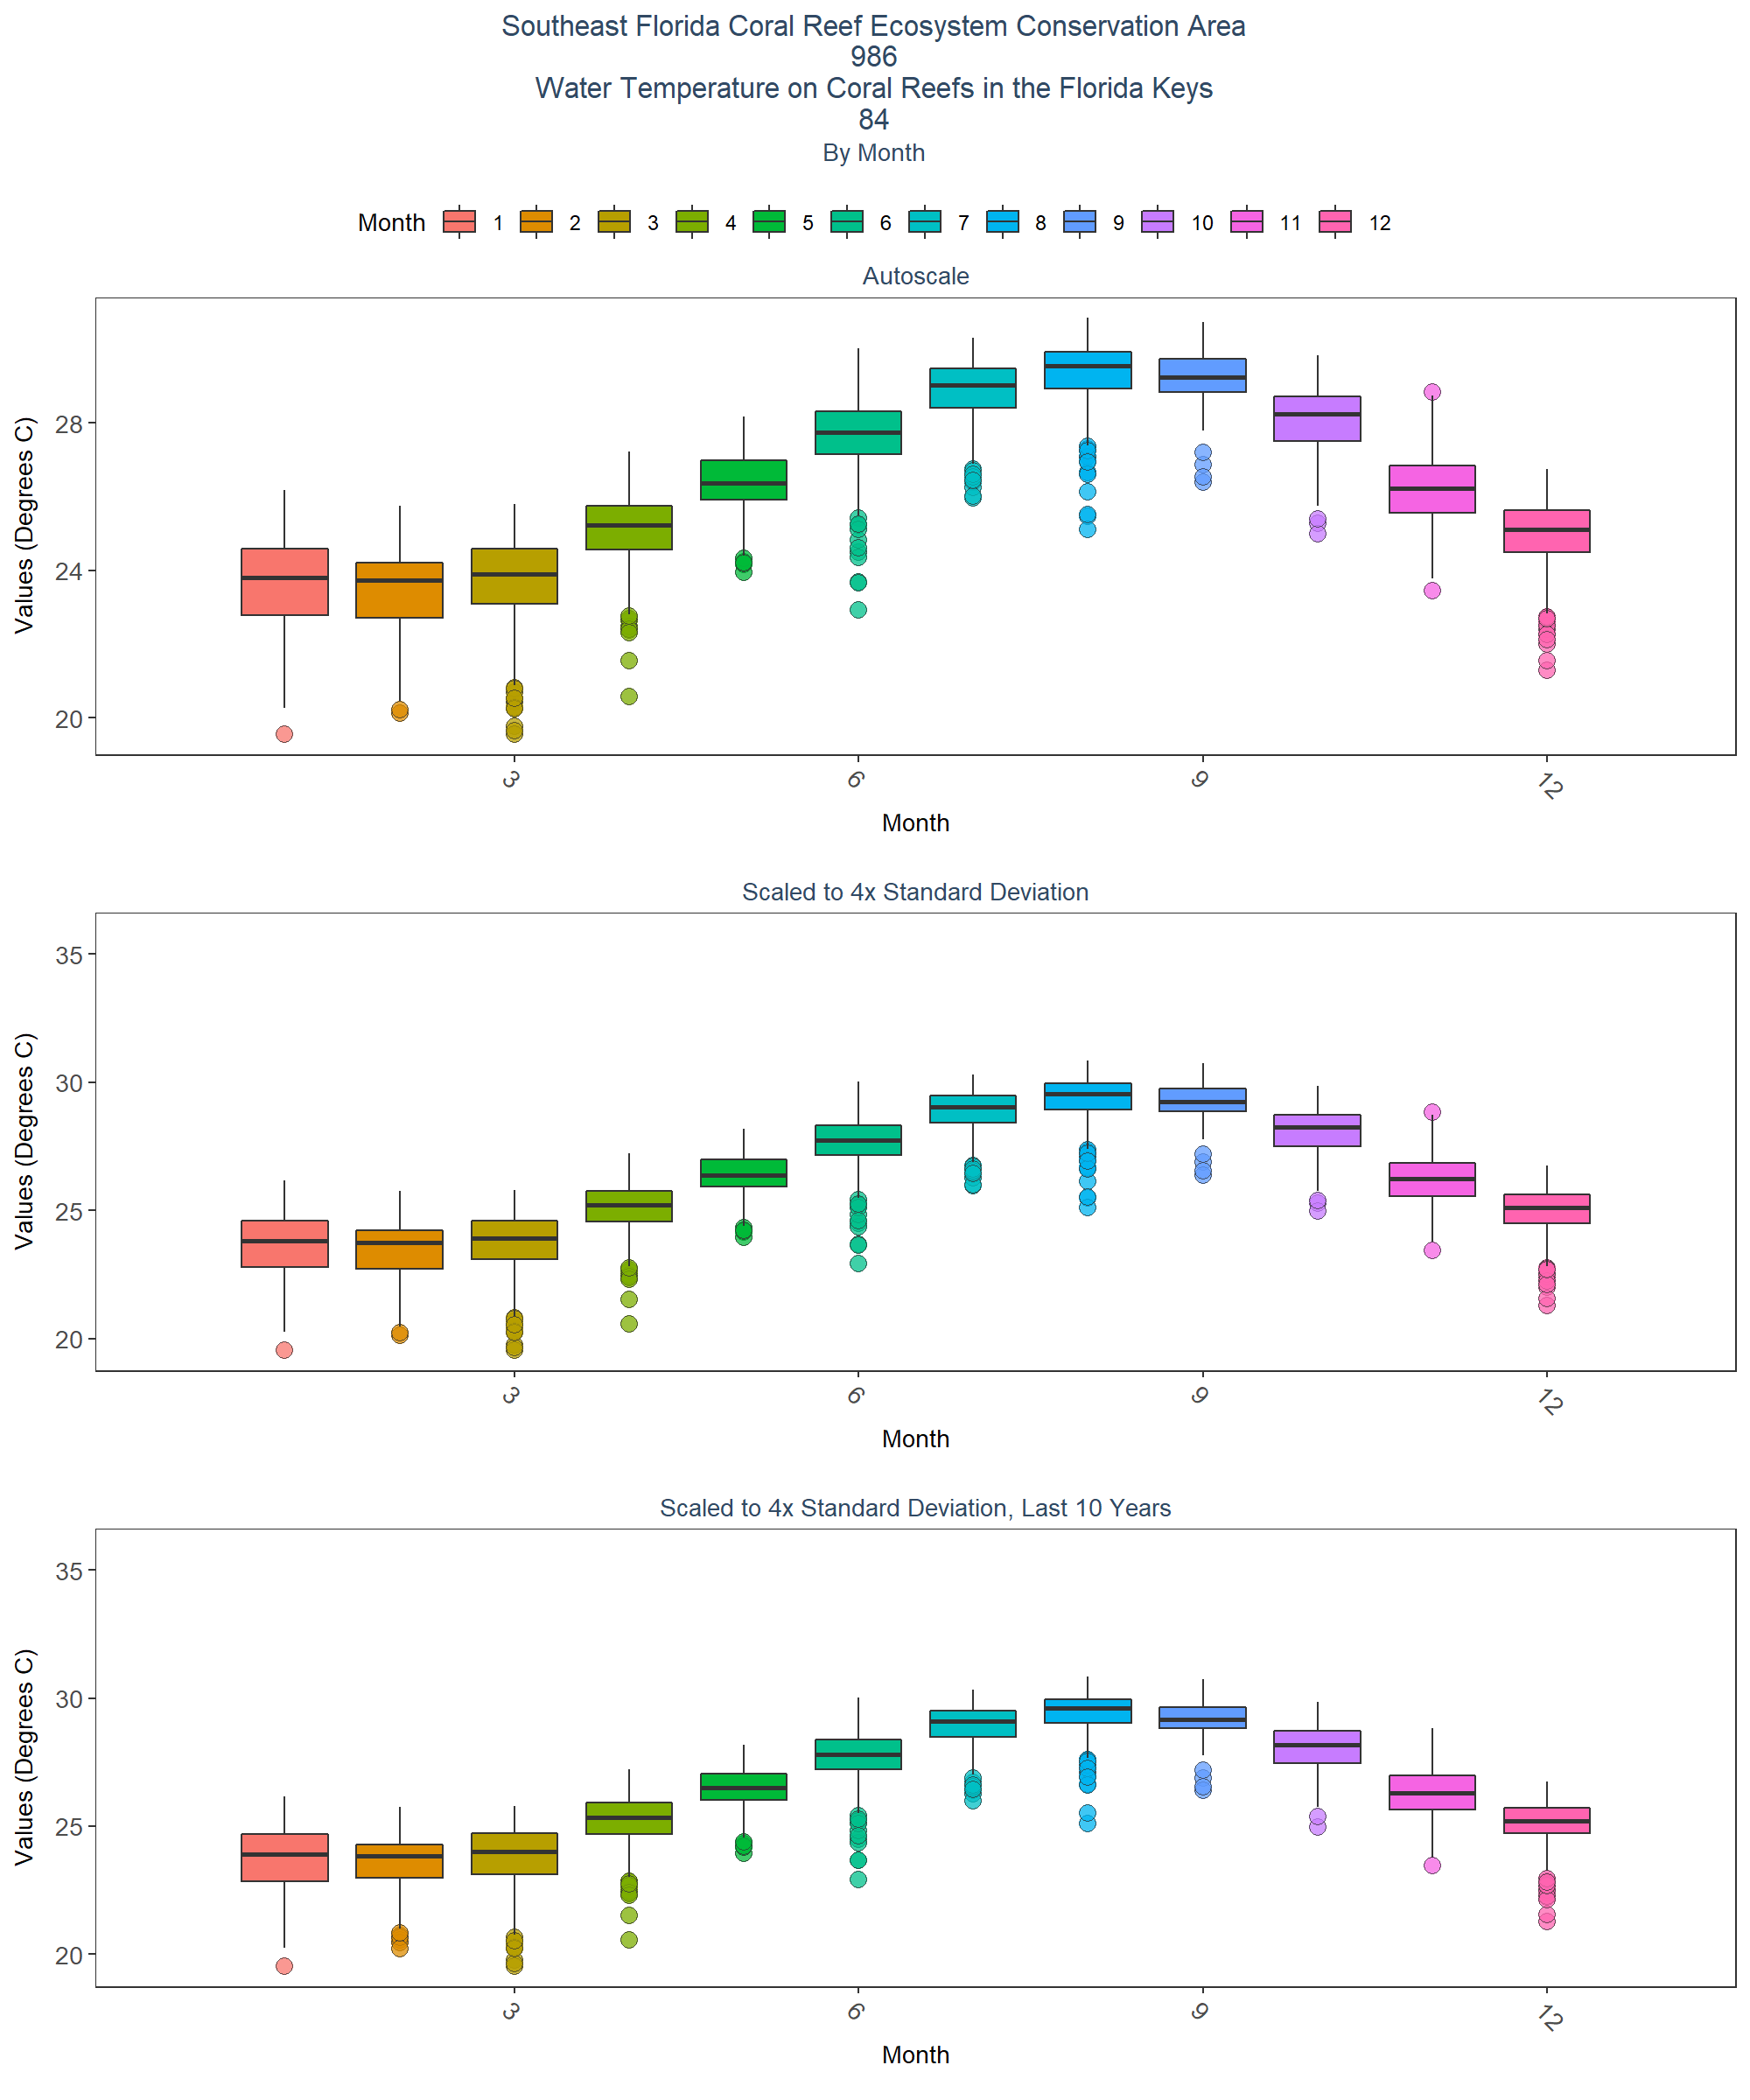 Southeast Florida Coral Reef Ecosystem Conservation Area
986
Water Temperature on Coral Reefs in the Florida Keys
84
By Month
Month 1 2 3 4 5 6 7 8 9 10 11 12
Autoscale
Values (Degrees C)
28
24
20
3 6 9 12
Month
Scaled to 4x Standard Deviation
Values (Degrees C)
35
30
25
20
3 6 9 12
Month
Scaled to 4x Standard Deviation, Last 10 Years
Values (Degrees C)
35
30
25
20
3 6 9 12
Month